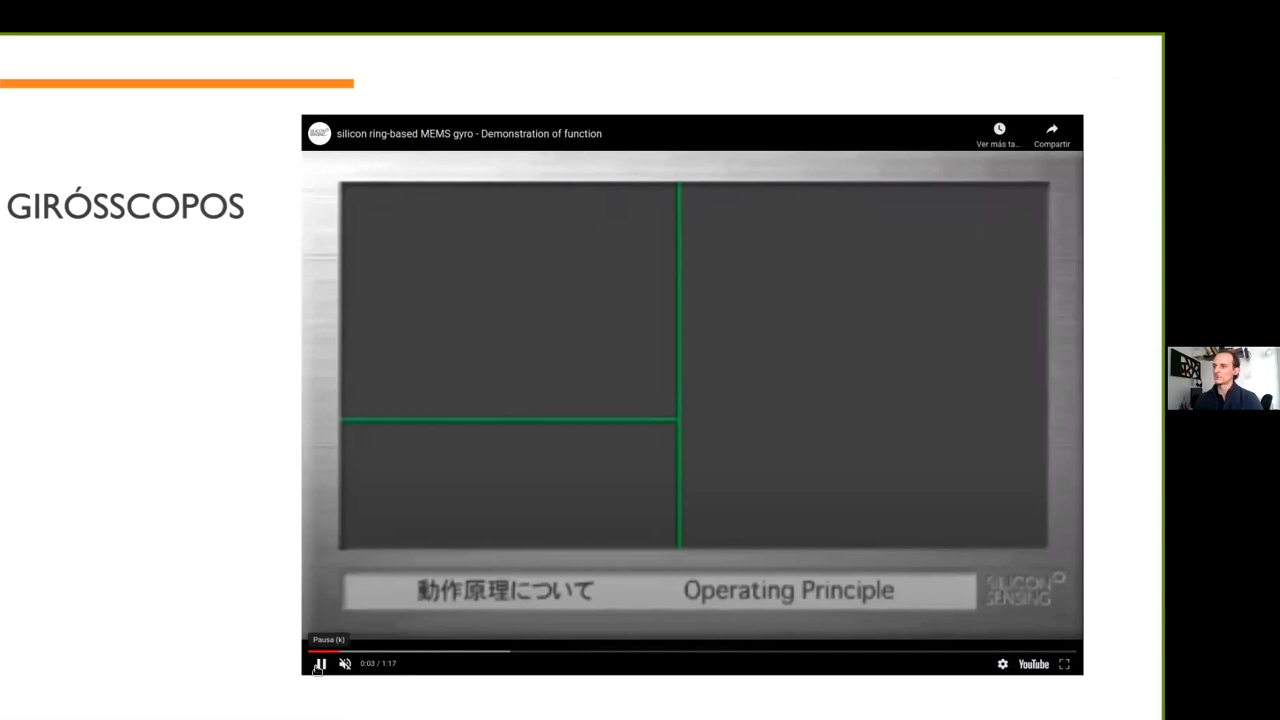 silicon ring-based MEMS gyro - Demonstration of function
Ver más ta...
Compartir
GIRÓSSCOPOS
動作原理について Operating Principle
SILICON
SENSING
Pausa (k)
0:03 / 1:17
YouTube